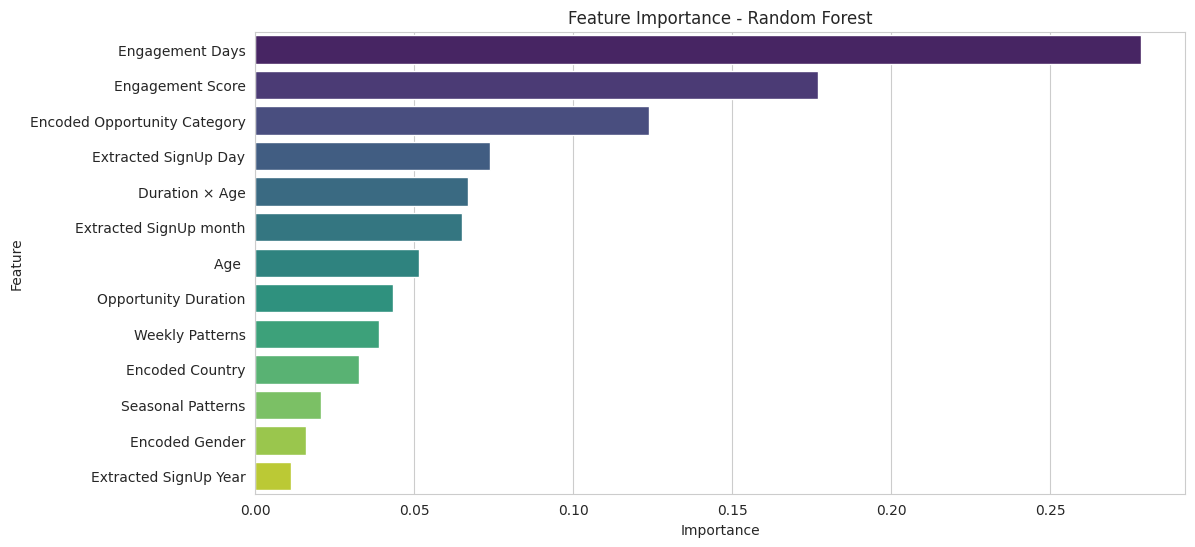 Feature Importance - Random Forest
Feature
Engagement Days
Engagement Score
Encoded Opportunity Category
Extracted SignUp Day
Duration × Age
Extracted SignUp month
Age
Opportunity Duration
Weekly Patterns
Encoded Country
Seasonal Patterns
Encoded Gender
Extracted SignUp Year
0.00 0.05 0.10 0.15 0.20 0.25
Importance